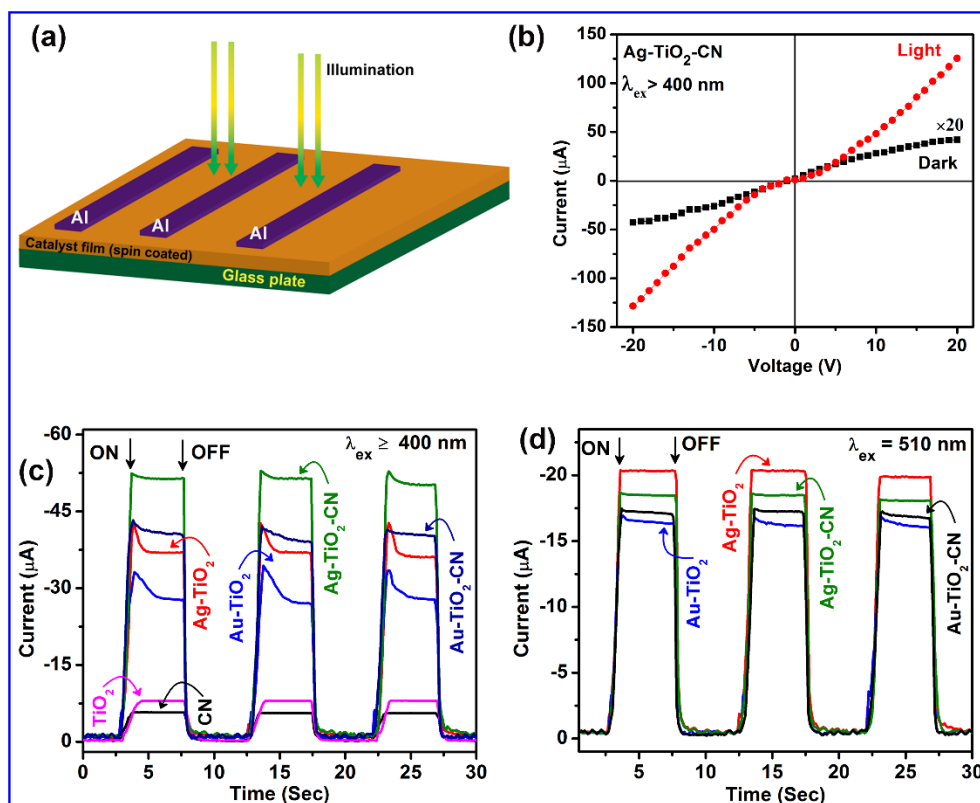 (a)
Illumination
Al
Al
Al
Catalyst film (spin coated)
Glass plate
(b)
Ag-TiO₂-CN
λex > 400 nm
Light
×20
Dark
150
100
50
0
-50
-100
-150
Current (μA)
-20
-10
0
10
20
Voltage (V)
(c)
ON
OFF
λex ≥ 400 nm
-60
-45
-30
-15
0
Current (μA)
TiO₂
CN
Ag-TiO₂
Au-TiO₂
Ag-TiO₂-CN
Au-TiO₂-CN
0
5
10
15
20
25
30
Time (Sec)
(d)
ON
OFF
λex = 510 nm
-20
-15
-10
-5
0
Current (μA)
Au-TiO₂
Ag-TiO₂
Ag-TiO₂-CN
Au-TiO₂-CN
5
10
15
20
25
30
Time (Sec)